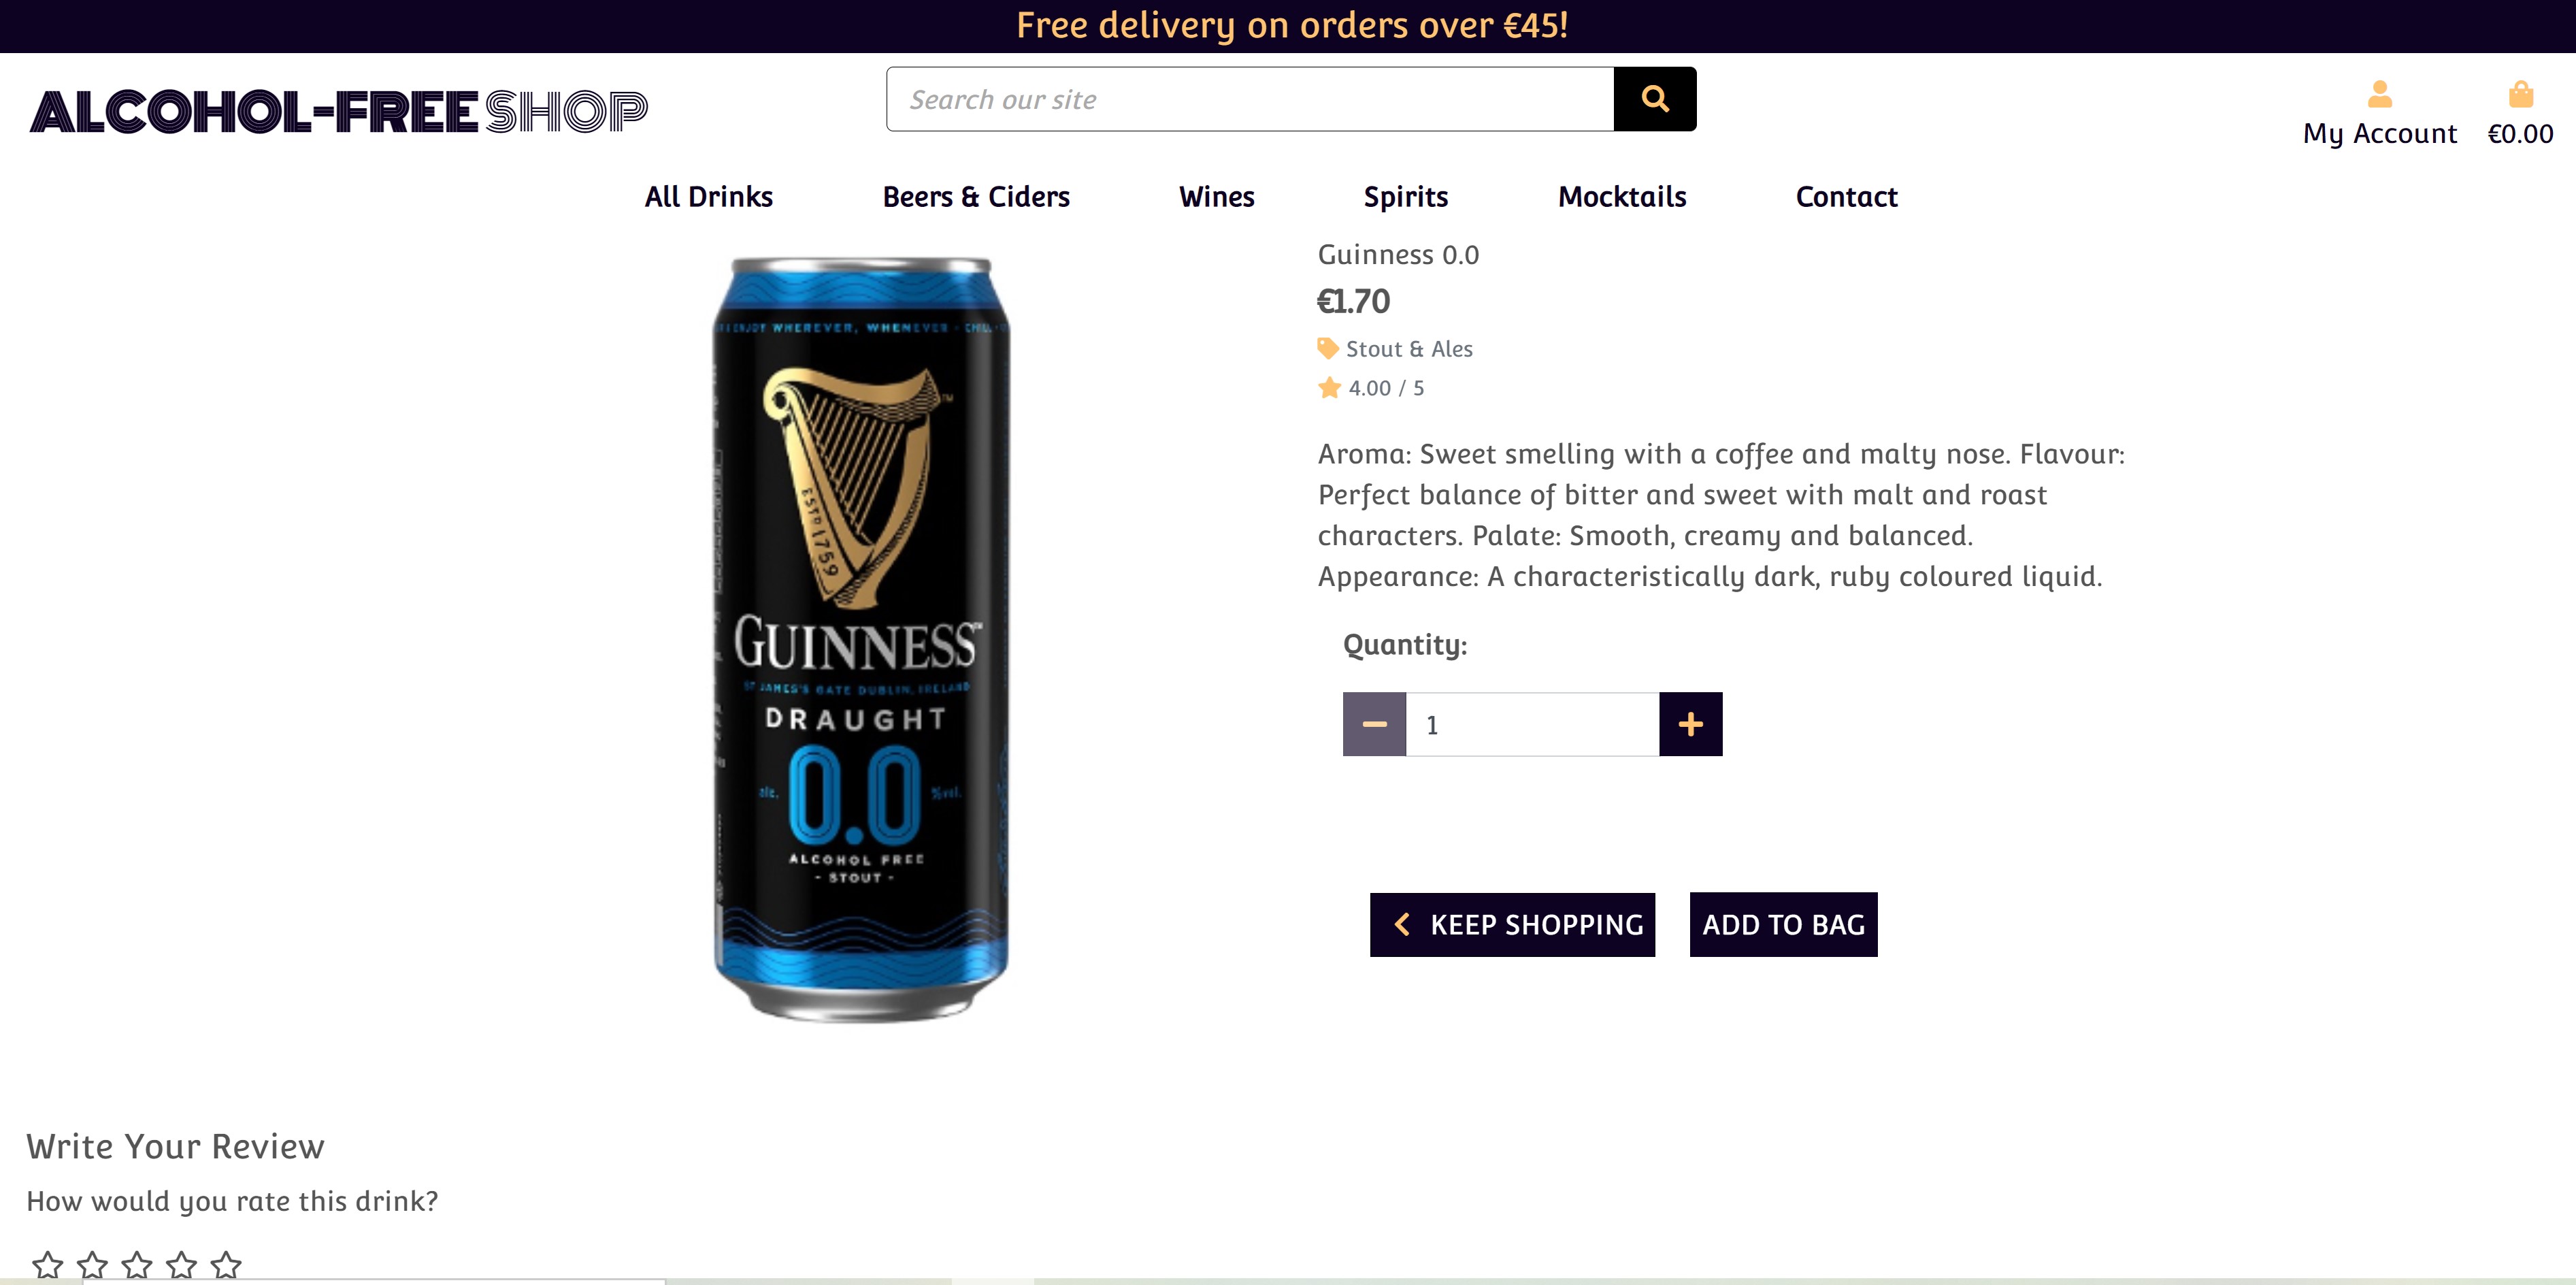 Free delivery on orders over €45!
ALCOHOL-FREE SHOP
Search our site
My Account
€0.00
All Drinks
Beers & Ciders
Wines
Spirits
Mocktails
Contact
ENJOY WHEREVER, WHENEVER - CHILL
ESTD 1759
GUINNESS™
ST JAMES'S GATE DUBLIN, IRELAND
DRAUGHT
alc. 0.0 %vol.
ALCOHOL FREE
- STOUT -
Guinness 0.0
€1.70
Stout & Ales
4.00 / 5
Aroma: Sweet smelling with a coffee and malty nose. Flavour:
Perfect balance of bitter and sweet with malt and roast
characters. Palate: Smooth, creamy and balanced.
Appearance: A characteristically dark, ruby coloured liquid.
Quantity:
1
KEEP SHOPPING
ADD TO BAG
Write Your Review
How would you rate this drink?